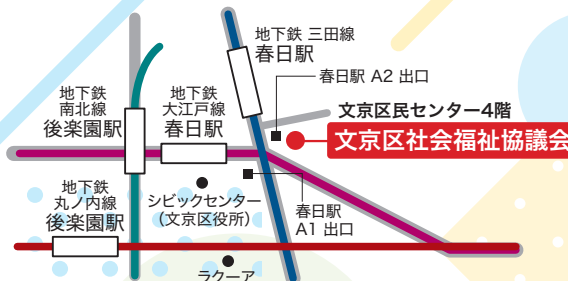 地下鉄 三田線
春日駅
春日駅 A2 出口
地下鉄
南北線
後楽園駅
地下鉄
大江戸線
春日駅
文京区民センター4階
文京区社会福祉協議会
地下鉄
丸ノ内線
後楽園駅
シビックセンター
（文京区役所）
春日駅
A1 出口
ラクーア